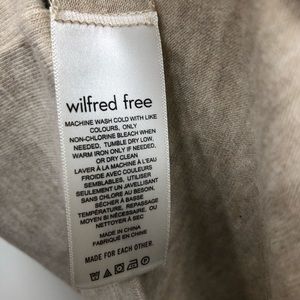 wilfred free
MACHINE WASH COLD WITH LIKE
COLOURS, ONLY
NON-CHLORINE BLEACH WHEN
NEEDED, TUMBLE DRY LOW,
WARM IRON ONLY IF NEEDED,
OR DRY CLEAN
LAVER À LA MACHINE À L'EAU
FROIDE AVEC COULEURS
SEMBLABLES, UTILISER
SEULEMENT UN JAVELLISANT
SANS CHLORE AU BESOIN,
SÉCHER À BASSE
TEMPÉRATURE, REPASSAGE
MOYEN SI NÉCESSAIRE, OU
NETTOYER À SEC
MADE IN CHINA
FABRIQUÉ EN CHINE
MADE FOR EACH OTHER.